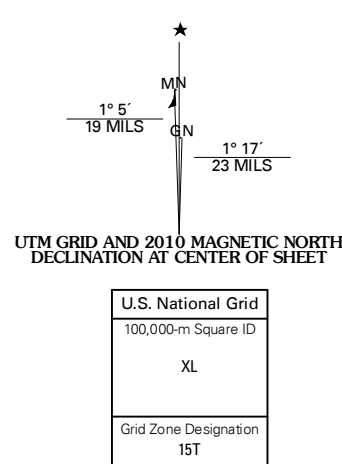 MN
1° 5´
19 MILS
GN
1° 17´
23 MILS
UTM GRID AND 2010 MAGNETIC NORTH
DECLINATION AT CENTER OF SHEET
U.S. National Grid
100,000-m Square ID
XL
Grid Zone Designation
15T